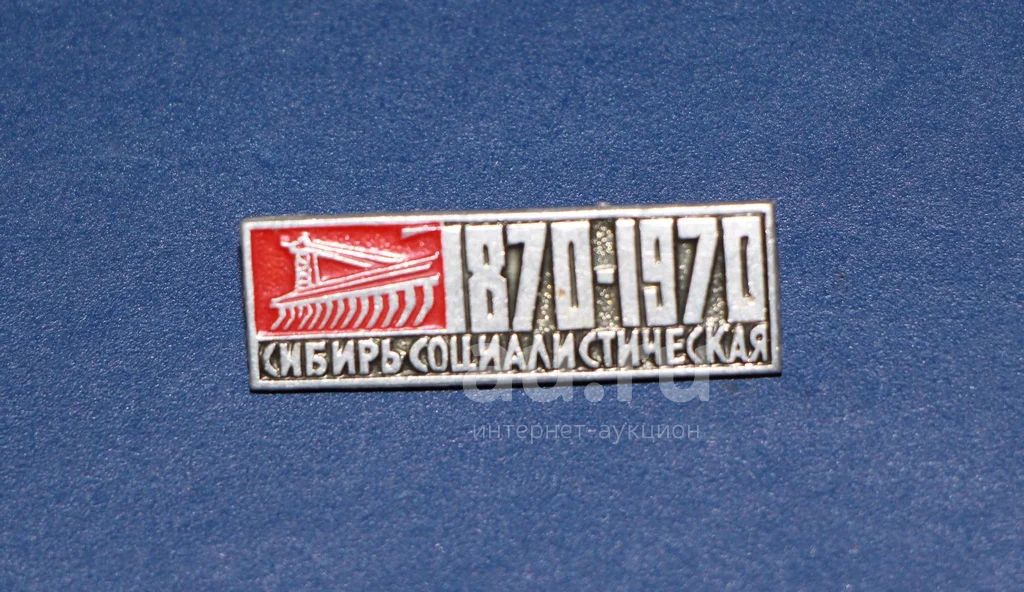 1870-1970
СИБИРЬ СОЦИАЛИСТИЧЕСКАЯ
au.ru
интернет-аукцион